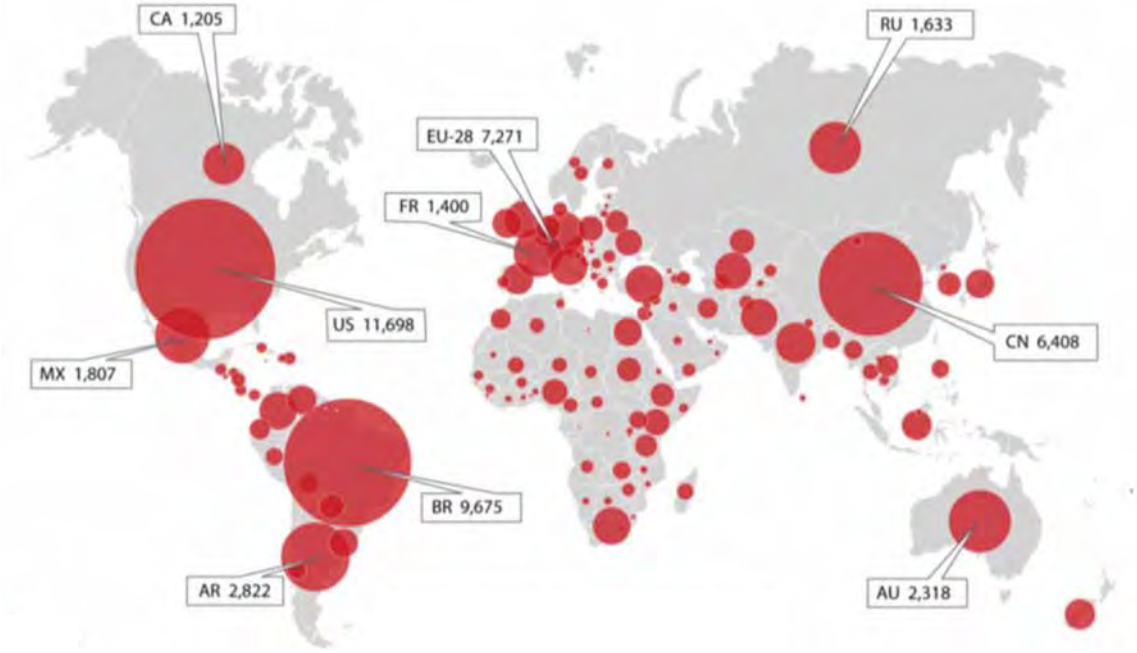 CA 1,205
RU 1,633
EU-28 7,271
FR 1,400
US 11,698
CN 6,408
MX 1,807
BR 9,675
AR 2,822
AU 2,318